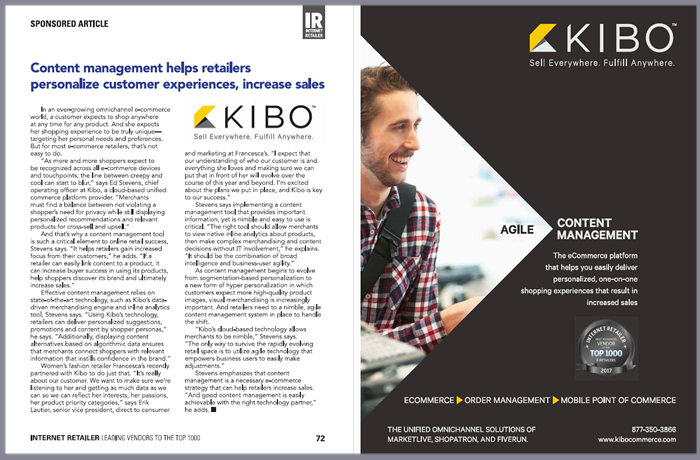 SPONSORED ARTICLE
IR
INTERNET
RETAILER
Content management helps retailers
personalize customer experiences, increase sales
In an ever-growing omnichannel e-commerce
world, a customer expects to shop anywhere
at any time for any product. And she expects
her shopping experience to be truly unique—
targeting her personal needs and preferences.
But for most e-commerce retailers, that's not
easy to do.
"As more and more shoppers expect to
be recognized across all e-commerce devices
and touchpoints, the line between creepy and
cool can start to blur," says Ed Stevens, chief
operating officer at Kibo, a cloud-based unified
commerce platform provider. "Merchants
must find a balance between not violating a
shopper's need for privacy while still displaying
personalized recommendations and relevant
products for cross-sell and upsell."
And that's why a content management tool
is such a critical element to online retail success,
Stevens says. "It helps retailers gain increased
focus from their customers," he adds. "If a
retailer can easily link content to a product, it
can increase buyer success in using its products,
help shoppers discover its brand and ultimately
increase sales."
Effective content management relies on
state-of-the-art technology, such as Kibo's data-
driven merchandising engine and inline analytics
tool, Stevens says. "Using Kibo's technology,
retailers can deliver personalized suggestions,
promotions and content by shopper personas,"
he says. "Additionally, displaying content
alternatives based on algorithmic data ensures
that merchants connect shoppers with relevant
information that instills confidence in the brand."
Women's fashion retailer Francesca's recently
partnered with Kibo to do just that. "It's really
about our customer. We want to make sure we're
listening to her and getting as much data as we
can so we can reflect her interests, her passions,
her product priority categories," says Erik
Lautier, senior vice president, direct to consumer
KIBO™
Sell Everywhere. Fulfill Anywhere.
and marketing at Francesca's. "I expect that
our understanding of who our customer is and
everything she loves and making sure we can
put that in front of her will evolve over the
course of this year and beyond. I'm excited
about the plans we put in place, and Kibo is key
to our success."
Stevens says implementing a content
management tool that provides important
information, yet is nimble and easy to use is
critical. "The right tool should allow merchants
to view native inline analytics about products,
then make complex merchandising and content
decisions without IT involvement," he explains.
"It should be the combination of broad
intelligence and business-user agility."
As content management begins to evolve
from segmentation-based personalization to
a new form of hyper personalization in which
customers expect more high-quality product
images, visual merchandising is increasingly
important. And retailers need to a nimble, agile
content management system in place to handle
the shift.
"Kibo's cloud-based technology allows
merchants to be nimble," Stevens says.
"The only way to survive the rapidly evolving
retail space is to utilize agile technology that
empowers business users to easily make
adjustments."
Stevens emphasizes that content
management is a necessary e-commerce
strategy that can help retailers increase sales.
"And good content management is easily
achievable with the right technology partner,"
he adds.
INTERNET RETAILER LEADING VENDORS TO THE TOP 1000
72
KIBO™
Sell Everywhere. Fulfill Anywhere.
AGILE
CONTENT
MANAGEMENT
The eCommerce platform
that helps you easily deliver
personalized, one-on-one
shopping experiences that result in
increased sales
INTERNET RETAILER
VENDOR
TOP 1000
2017
ECOMMERCE ORDER MANAGEMENT MOBILE POINT OF COMMERCE
THE UNIFIED OMNICHANNEL SOLUTIONS OF
MARKETLIVE, SHOPATRON, AND FIVERUN.
877-350-3866
www.kibocommerce.com